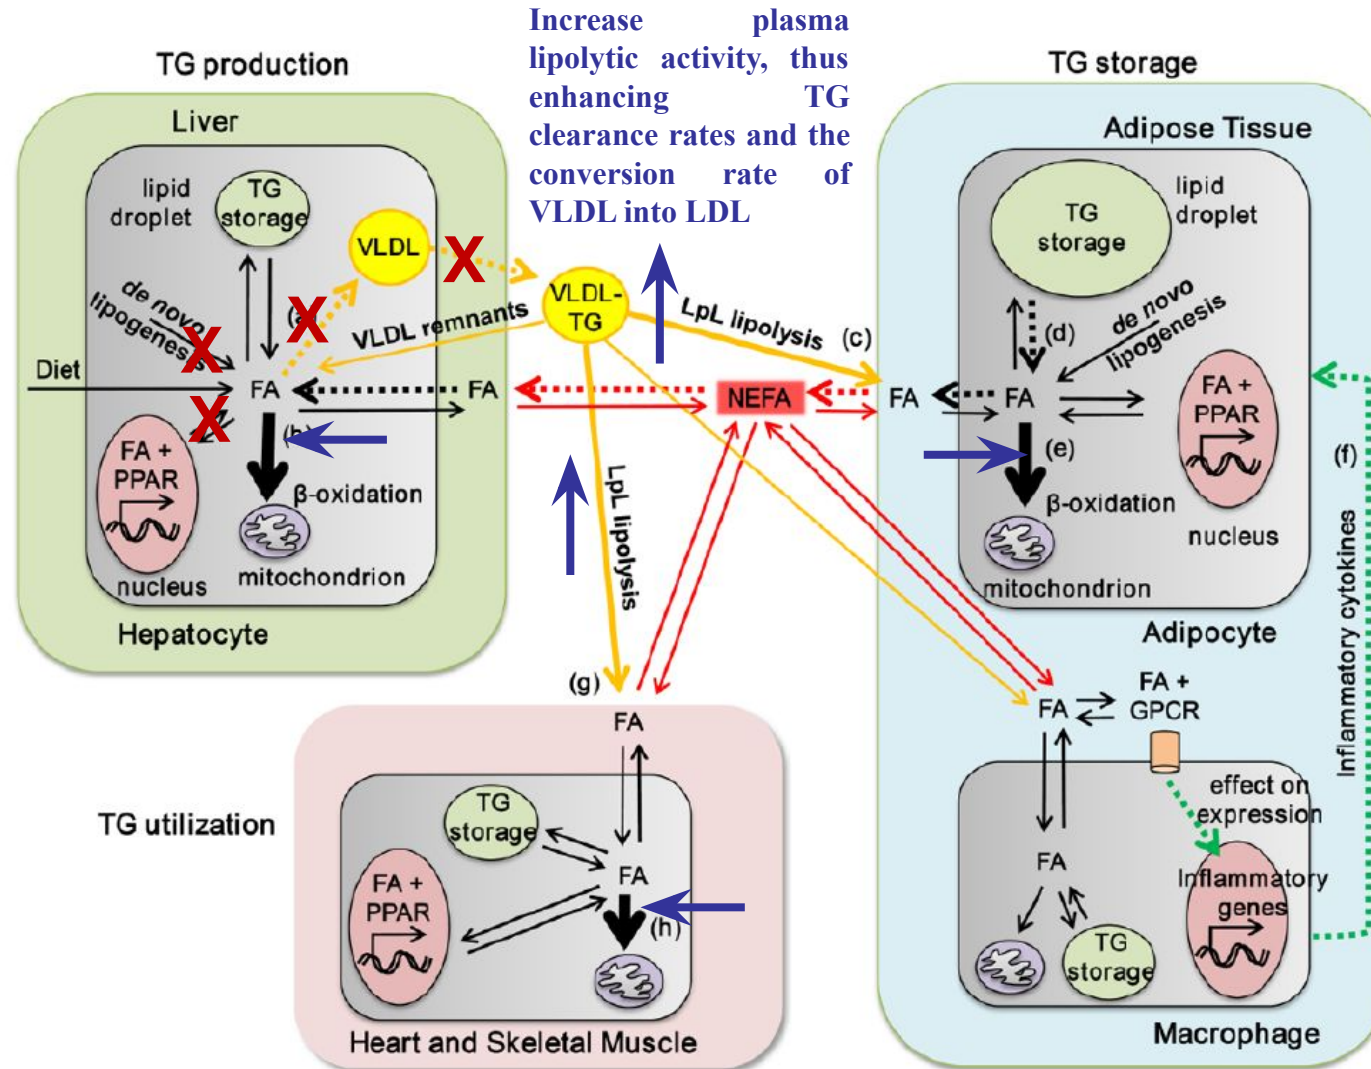 Increase plasma
lipolytic activity, thus
enhancing TG
clearance rates and the
conversion rate of
VLDL into LDL
TG production
Liver
lipid
droplet
TG
storage
VLDL
X
X
(a)
de novo
lipogenesis
X
VLDL remnants
VLDL-
TG
LpL lipolysis
(c)
Diet
FA
FA
NEFA
FA
X
FA +
PPAR
β-oxidation
nucleus
mitochondrion
Hepatocyte
LpL lipolysis
(g)
TG storage
Adipose Tissue
TG
storage
lipid
droplet
(d)
de novo
lipogenesis
FA
FA +
PPAR
(e)
β-oxidation
nucleus
mitochondrion
Adipocyte
(f)
Inflammatory cytokines
FA
FA +
GPCR
effect on
expression
FA
Inflammatory
genes
TG
storage
Macrophage
TG utilization
FA
TG
storage
FA
FA +
PPAR
(h)
Heart and Skeletal Muscle